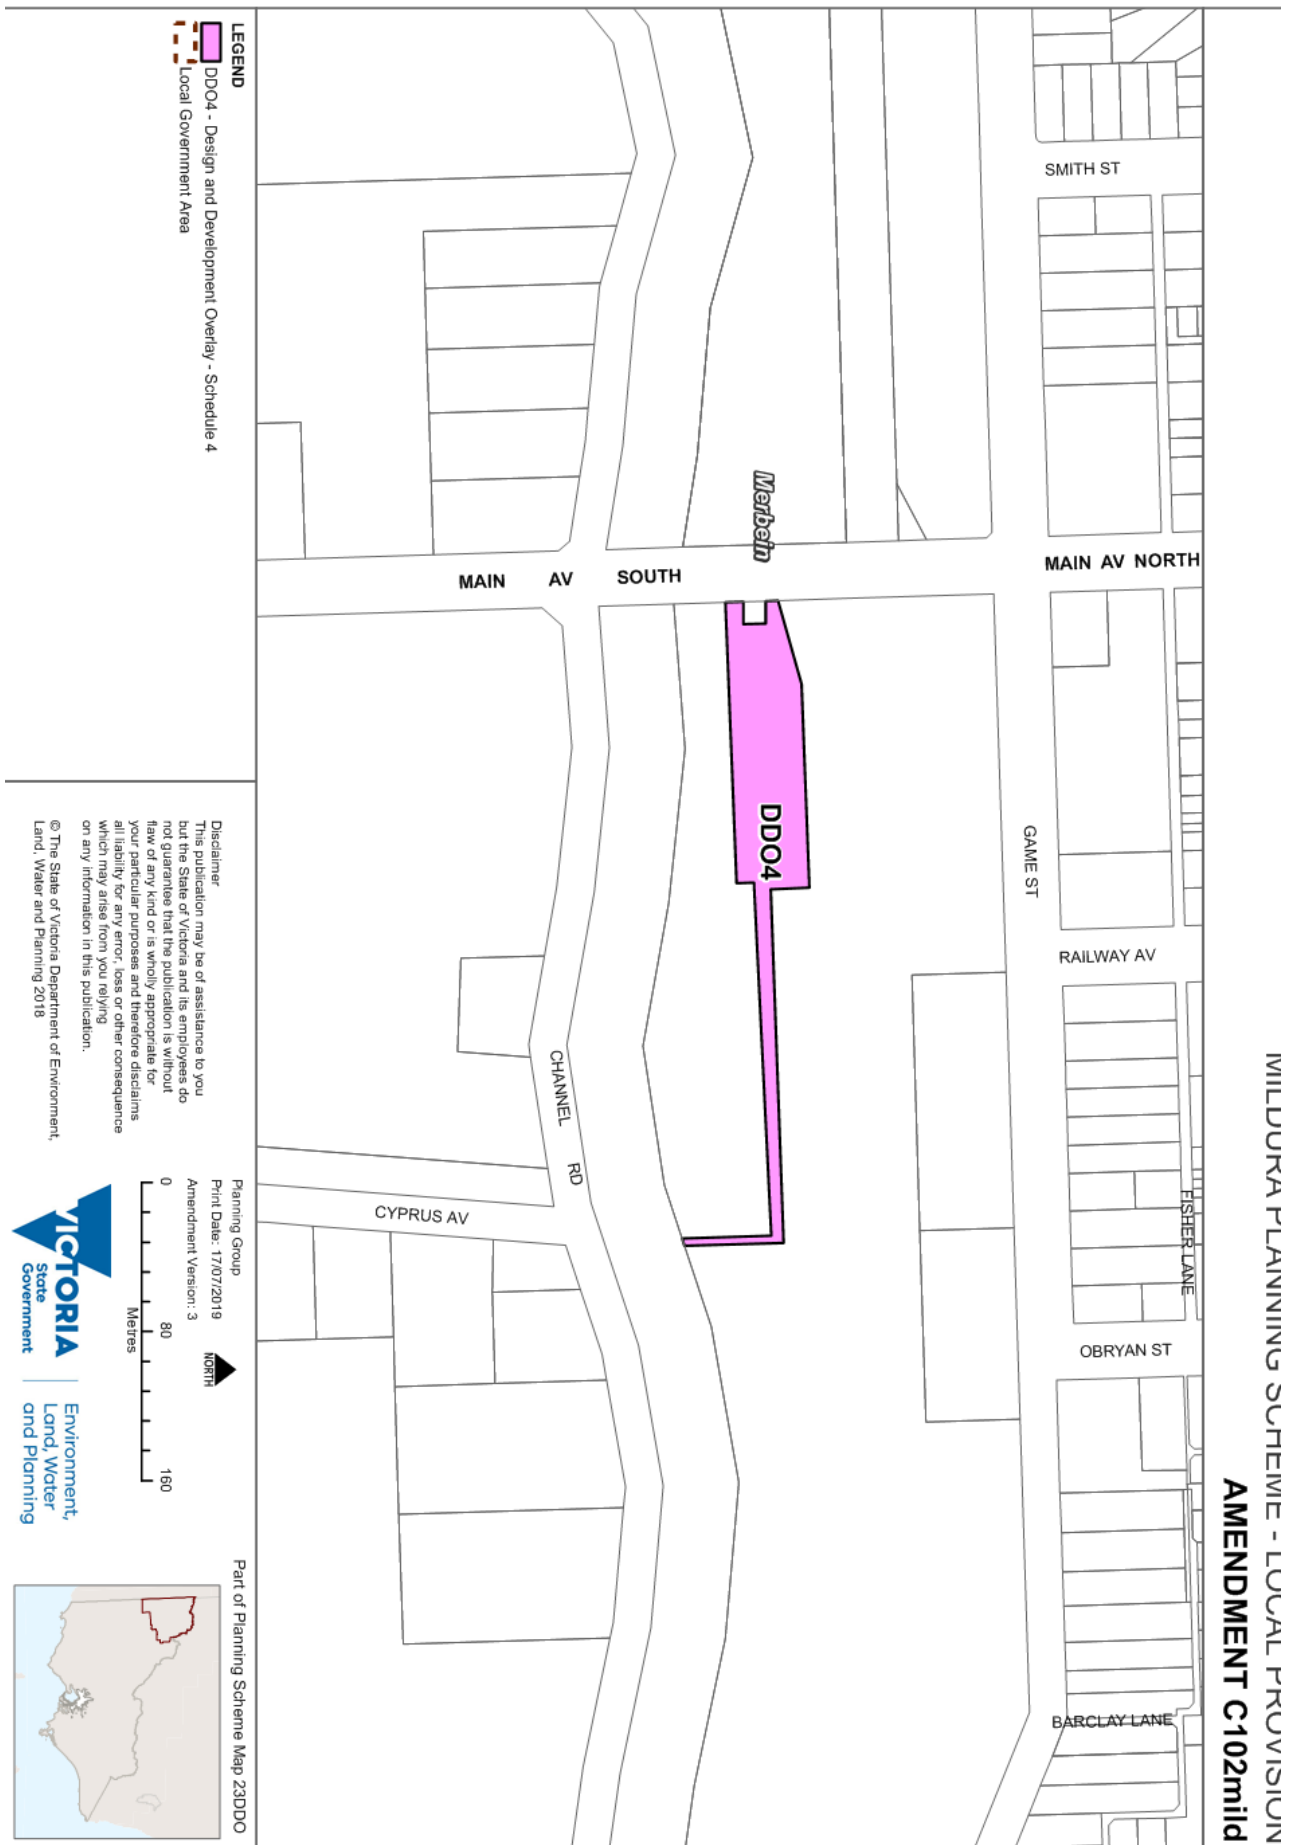 MILDURA PLANNING SCHEME - LOCAL PROVISION
AMENDMENT C102mild
SMITH ST
MAIN AV NORTH
RAILWAY AV
FISHER LANE
OBRYAN ST
BARCLAY LANE
GAME ST
Merbein
DDO4
MAIN AV SOUTH
CHANNEL RD
CYPRUS AV
LEGEND
DDO4 - Design and Development Overlay - Schedule 4
Local Government Area
Disclaimer
This publication may be of assistance to you
but the State of Victoria and its employees do
not guarantee that the publication is without
flaw of any kind or is wholly appropriate for
your particular purposes and therefore disclaims
all liability for any error, loss or other consequence
which may arise from you relying
on any information in this publication.
© The State of Victoria Department of Environment,
Land, Water and Planning 2018
Planning Group
Print Date: 17/07/2019
Amendment Version: 3
NORTH
0 80 160
Metres
VICTORIA
State
Government
Environment,
Land, Water
and Planning
Part of Planning Scheme Map 23DDO